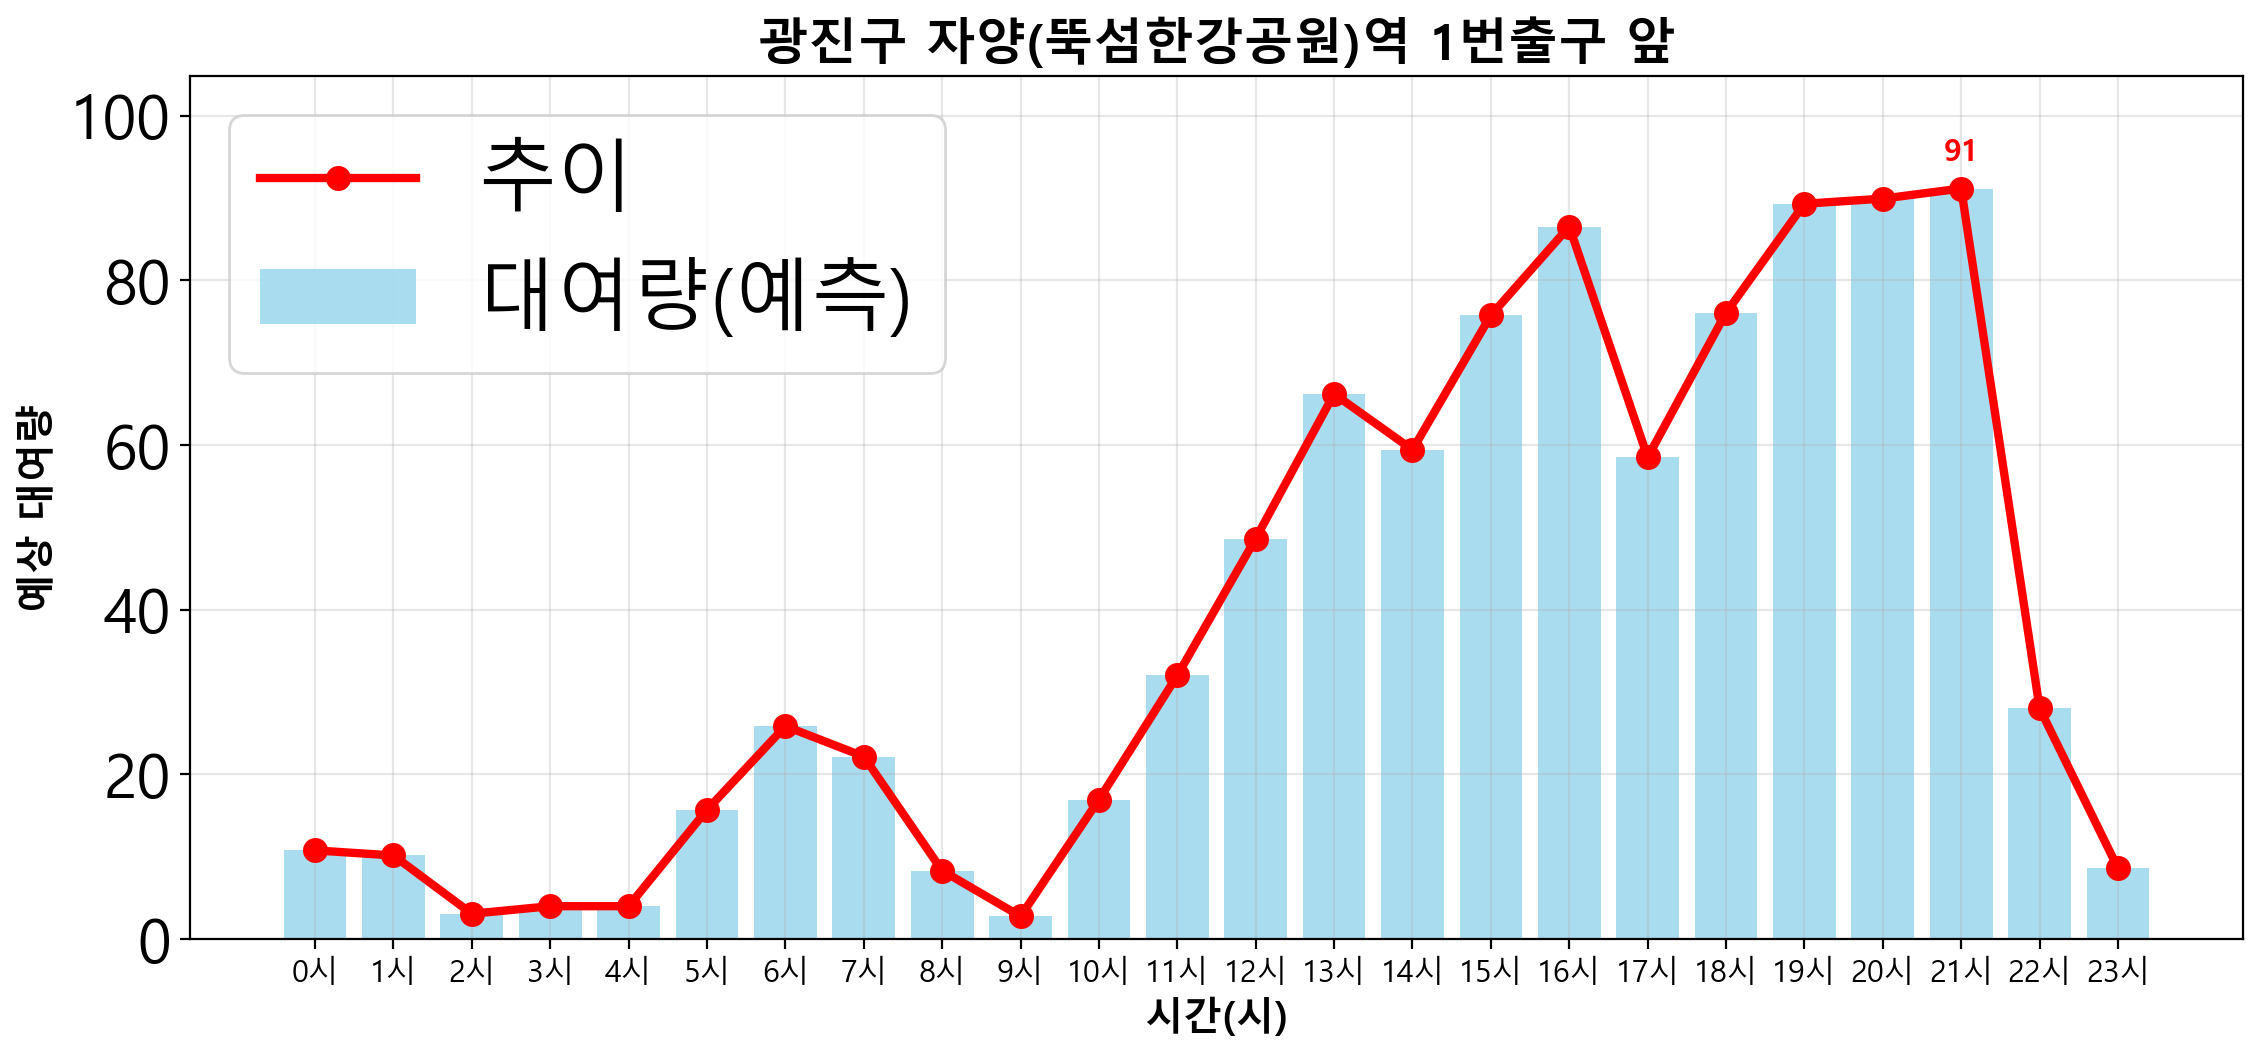 광진구 자양(뚝섬한강공원)역 1번출구 앞
추이
대여량(예측)
91
100
80
60
40
20
0
예상 대여량
0시 1시 2시 3시 4시 5시 6시 7시 8시 9시 10시 11시 12시 13시 14시 15시 16시 17시 18시 19시 20시 21시 22시 23시
시간(시)